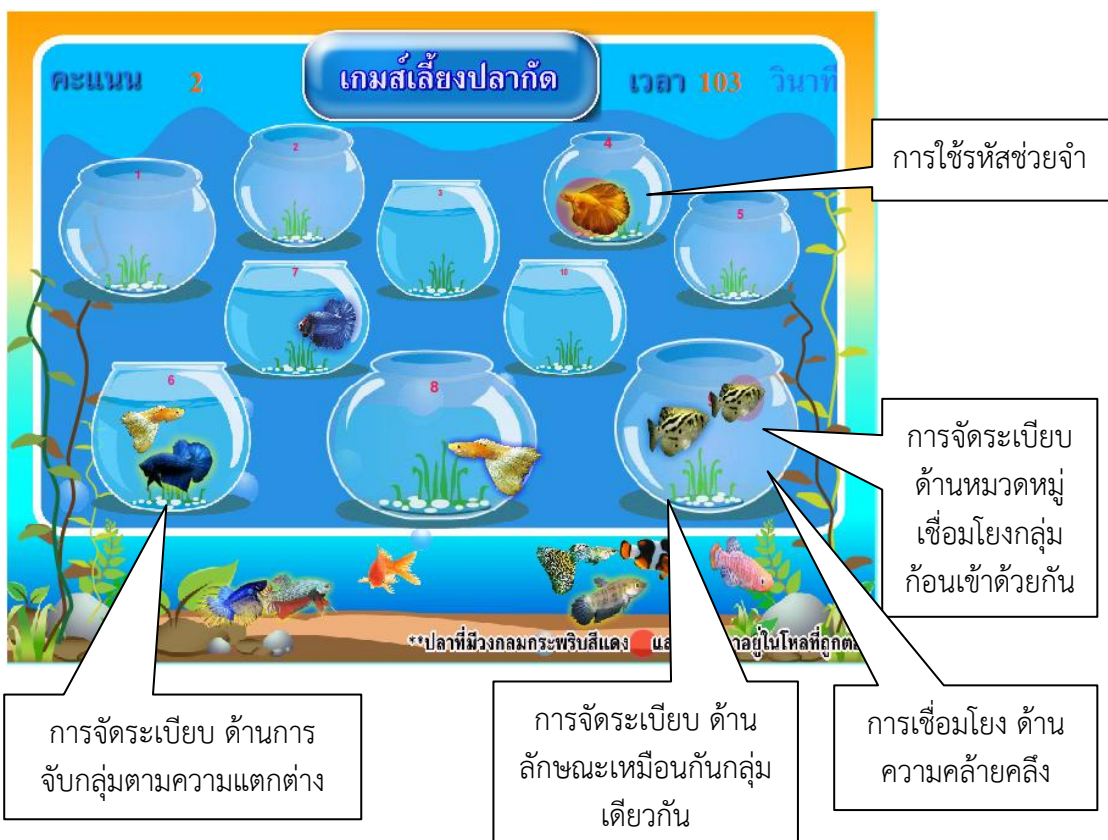 คะแนน 2
เกมส์เลี้ยงปลากัด
เวลา 103 วินาที
2
4
1
3
5
7
10
6
8
การใช้รหัสช่วยจำ
การจัดระเบียบ
ด้านหมวดหมู่
เชื่อมโยงกลุ่ม
ก้อนเข้าด้วยกัน
**ปลาที่มีวงกลมกระพริบสีแดง
การจัดระเบียบ ด้านการ
จับกลุ่มตามความแตกต่าง
การจัดระเบียบ ด้าน
ลักษณะเหมือนกันกลุ่ม
เดียวกัน
การเชื่อมโยง ด้าน
ความคล้ายคลึง